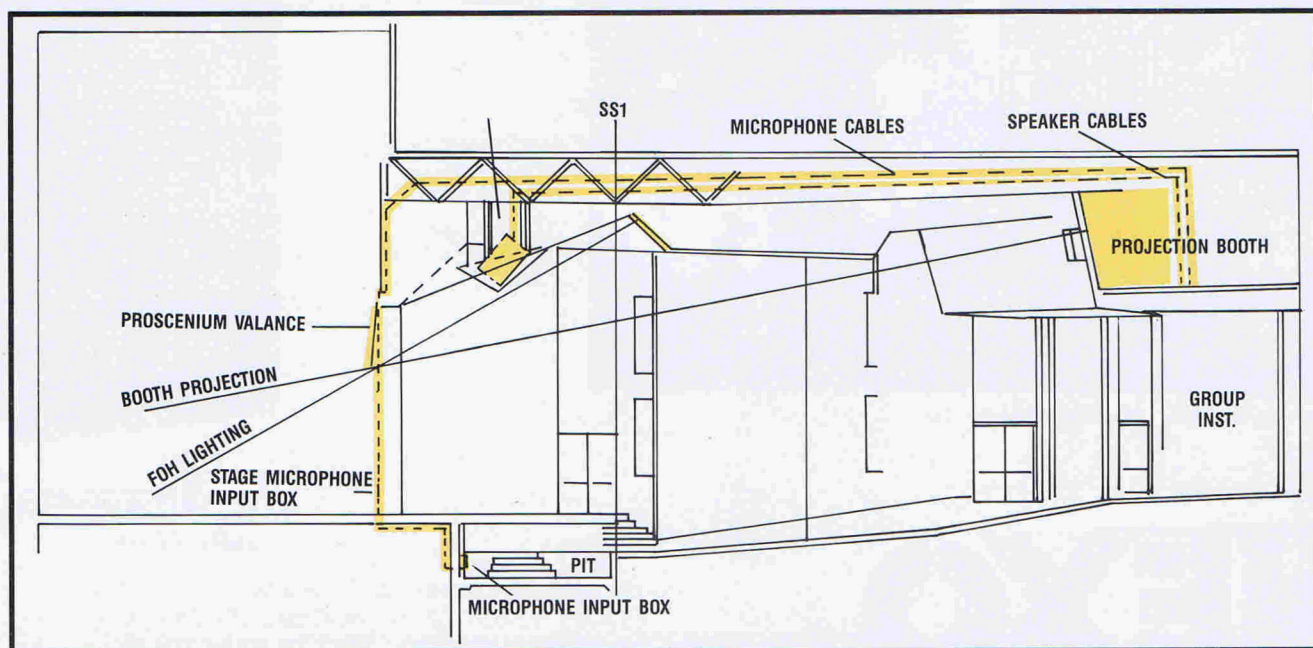 SS1
MICROPHONE CABLES
SPEAKER CABLES
PROJECTION BOOTH
PROSCENIUM VALANCE
BOOTH PROJECTION
FOH LIGHTING
GROUP
INST.
STAGE MICROPHONE
INPUT BOX
PIT
MICROPHONE INPUT BOX